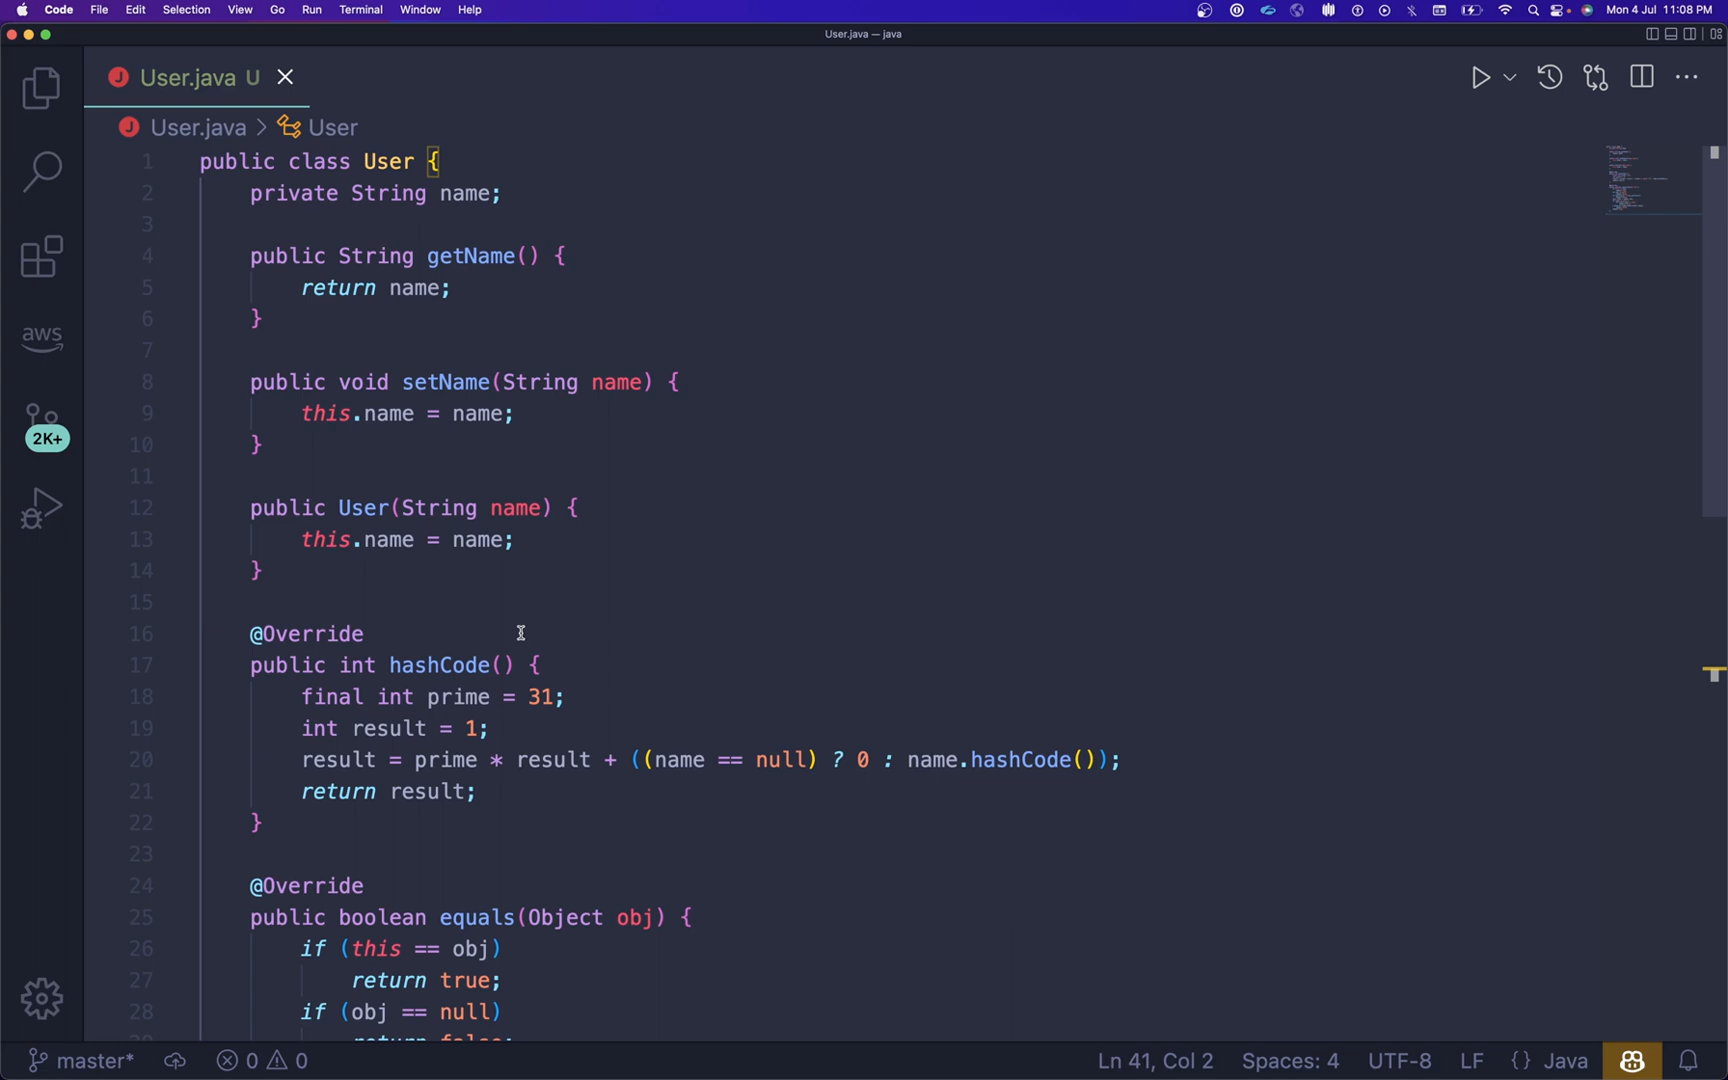 Code File Edit Selection View Go Run Terminal Window Help Mon 4 Jul 11:08 PM
User.java — java
User.java U
User.java > User
1 public class User {
2 private String name;
3
4 public String getName() {
5 return name;
6 }
7
8 public void setName(String name) {
9 this.name = name;
10 }
11
12 public User(String name) {
13 this.name = name;
14 }
15
16 @Override
17 public int hashCode() {
18 final int prime = 31;
19 int result = 1;
20 result = prime * result + ((name == null) ? 0 : name.hashCode());
21 return result;
22 }
23
24 @Override
25 public boolean equals(Object obj) {
26 if (this == obj)
27 return true;
28 if (obj == null)
return false;
aws
2K+
master* 0 0 Ln 41, Col 2 Spaces: 4 UTF-8 LF {} Java